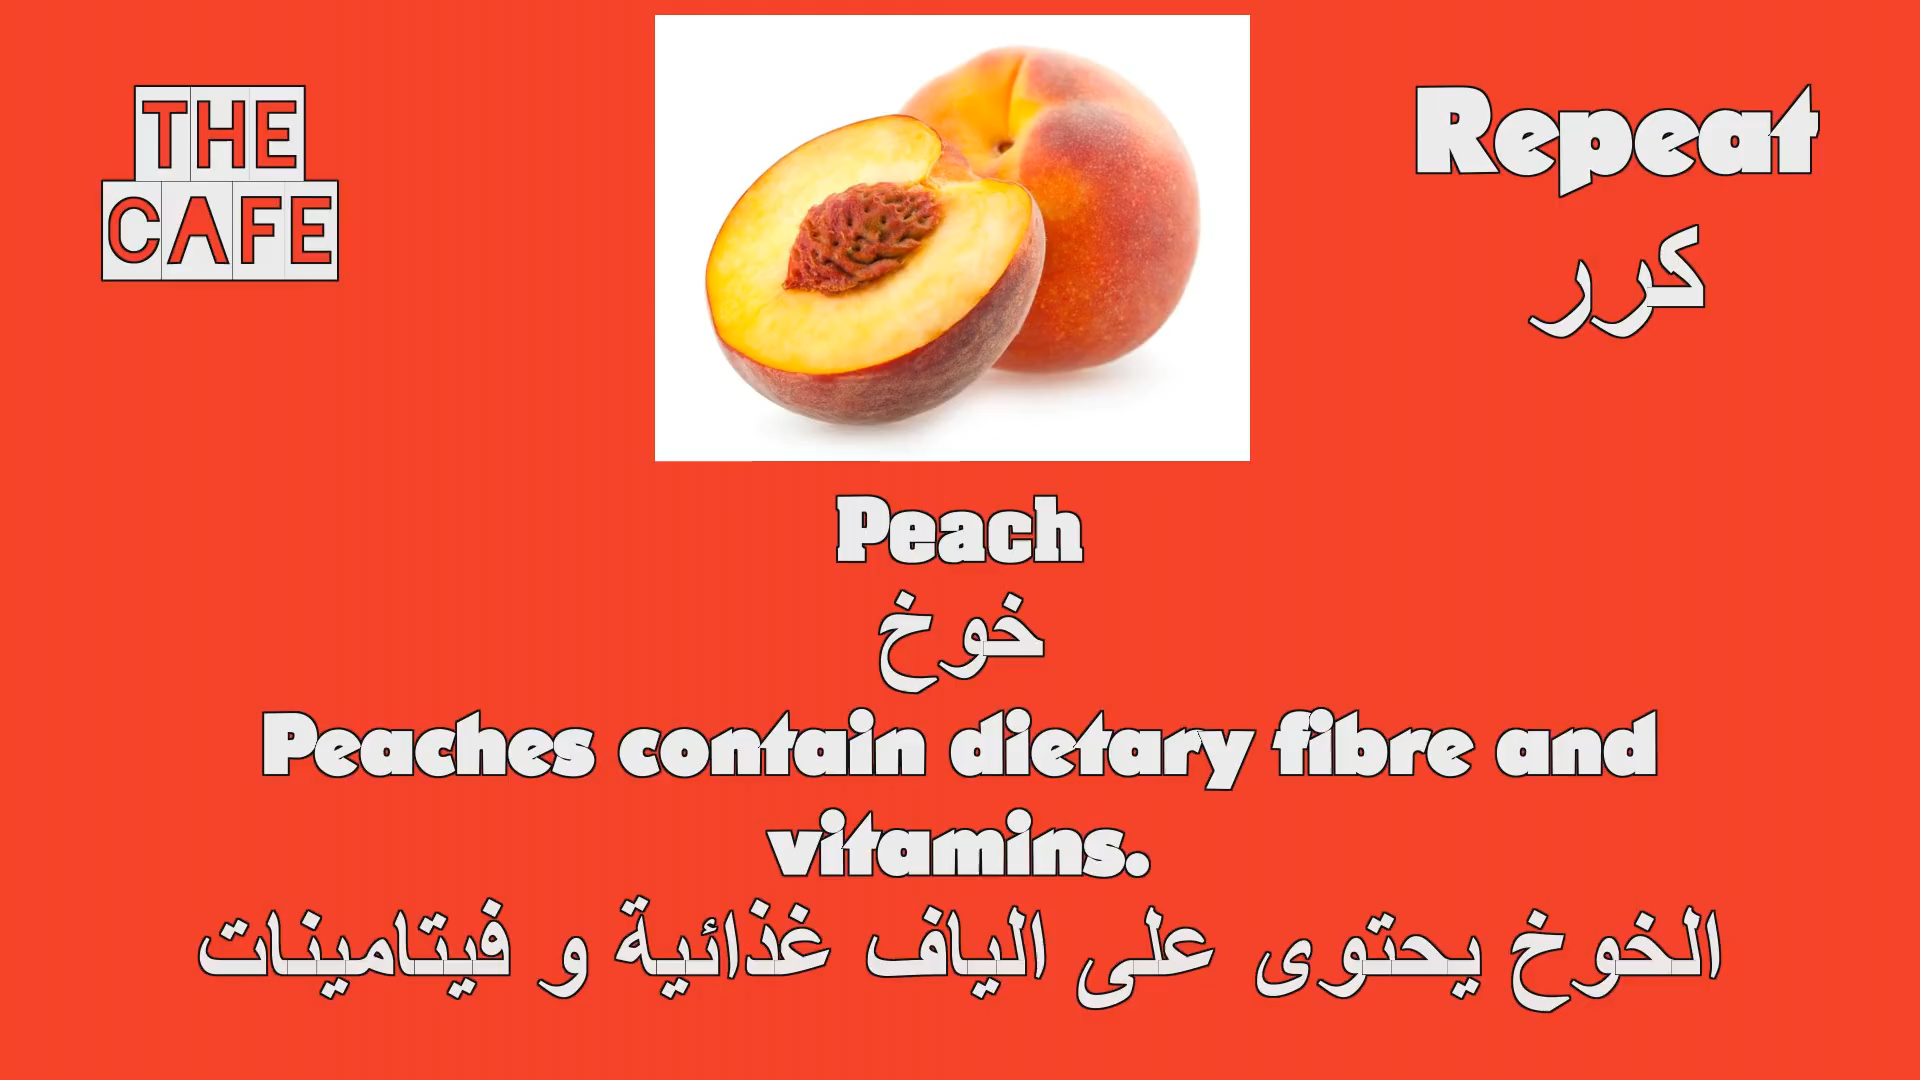 THE
CAFE
Repeat
كرر
Peach
خوخ
Peaches contain dietary fibre and
vitamins.
الخوخ يحتوى على الياف غذائية و فيتامينات